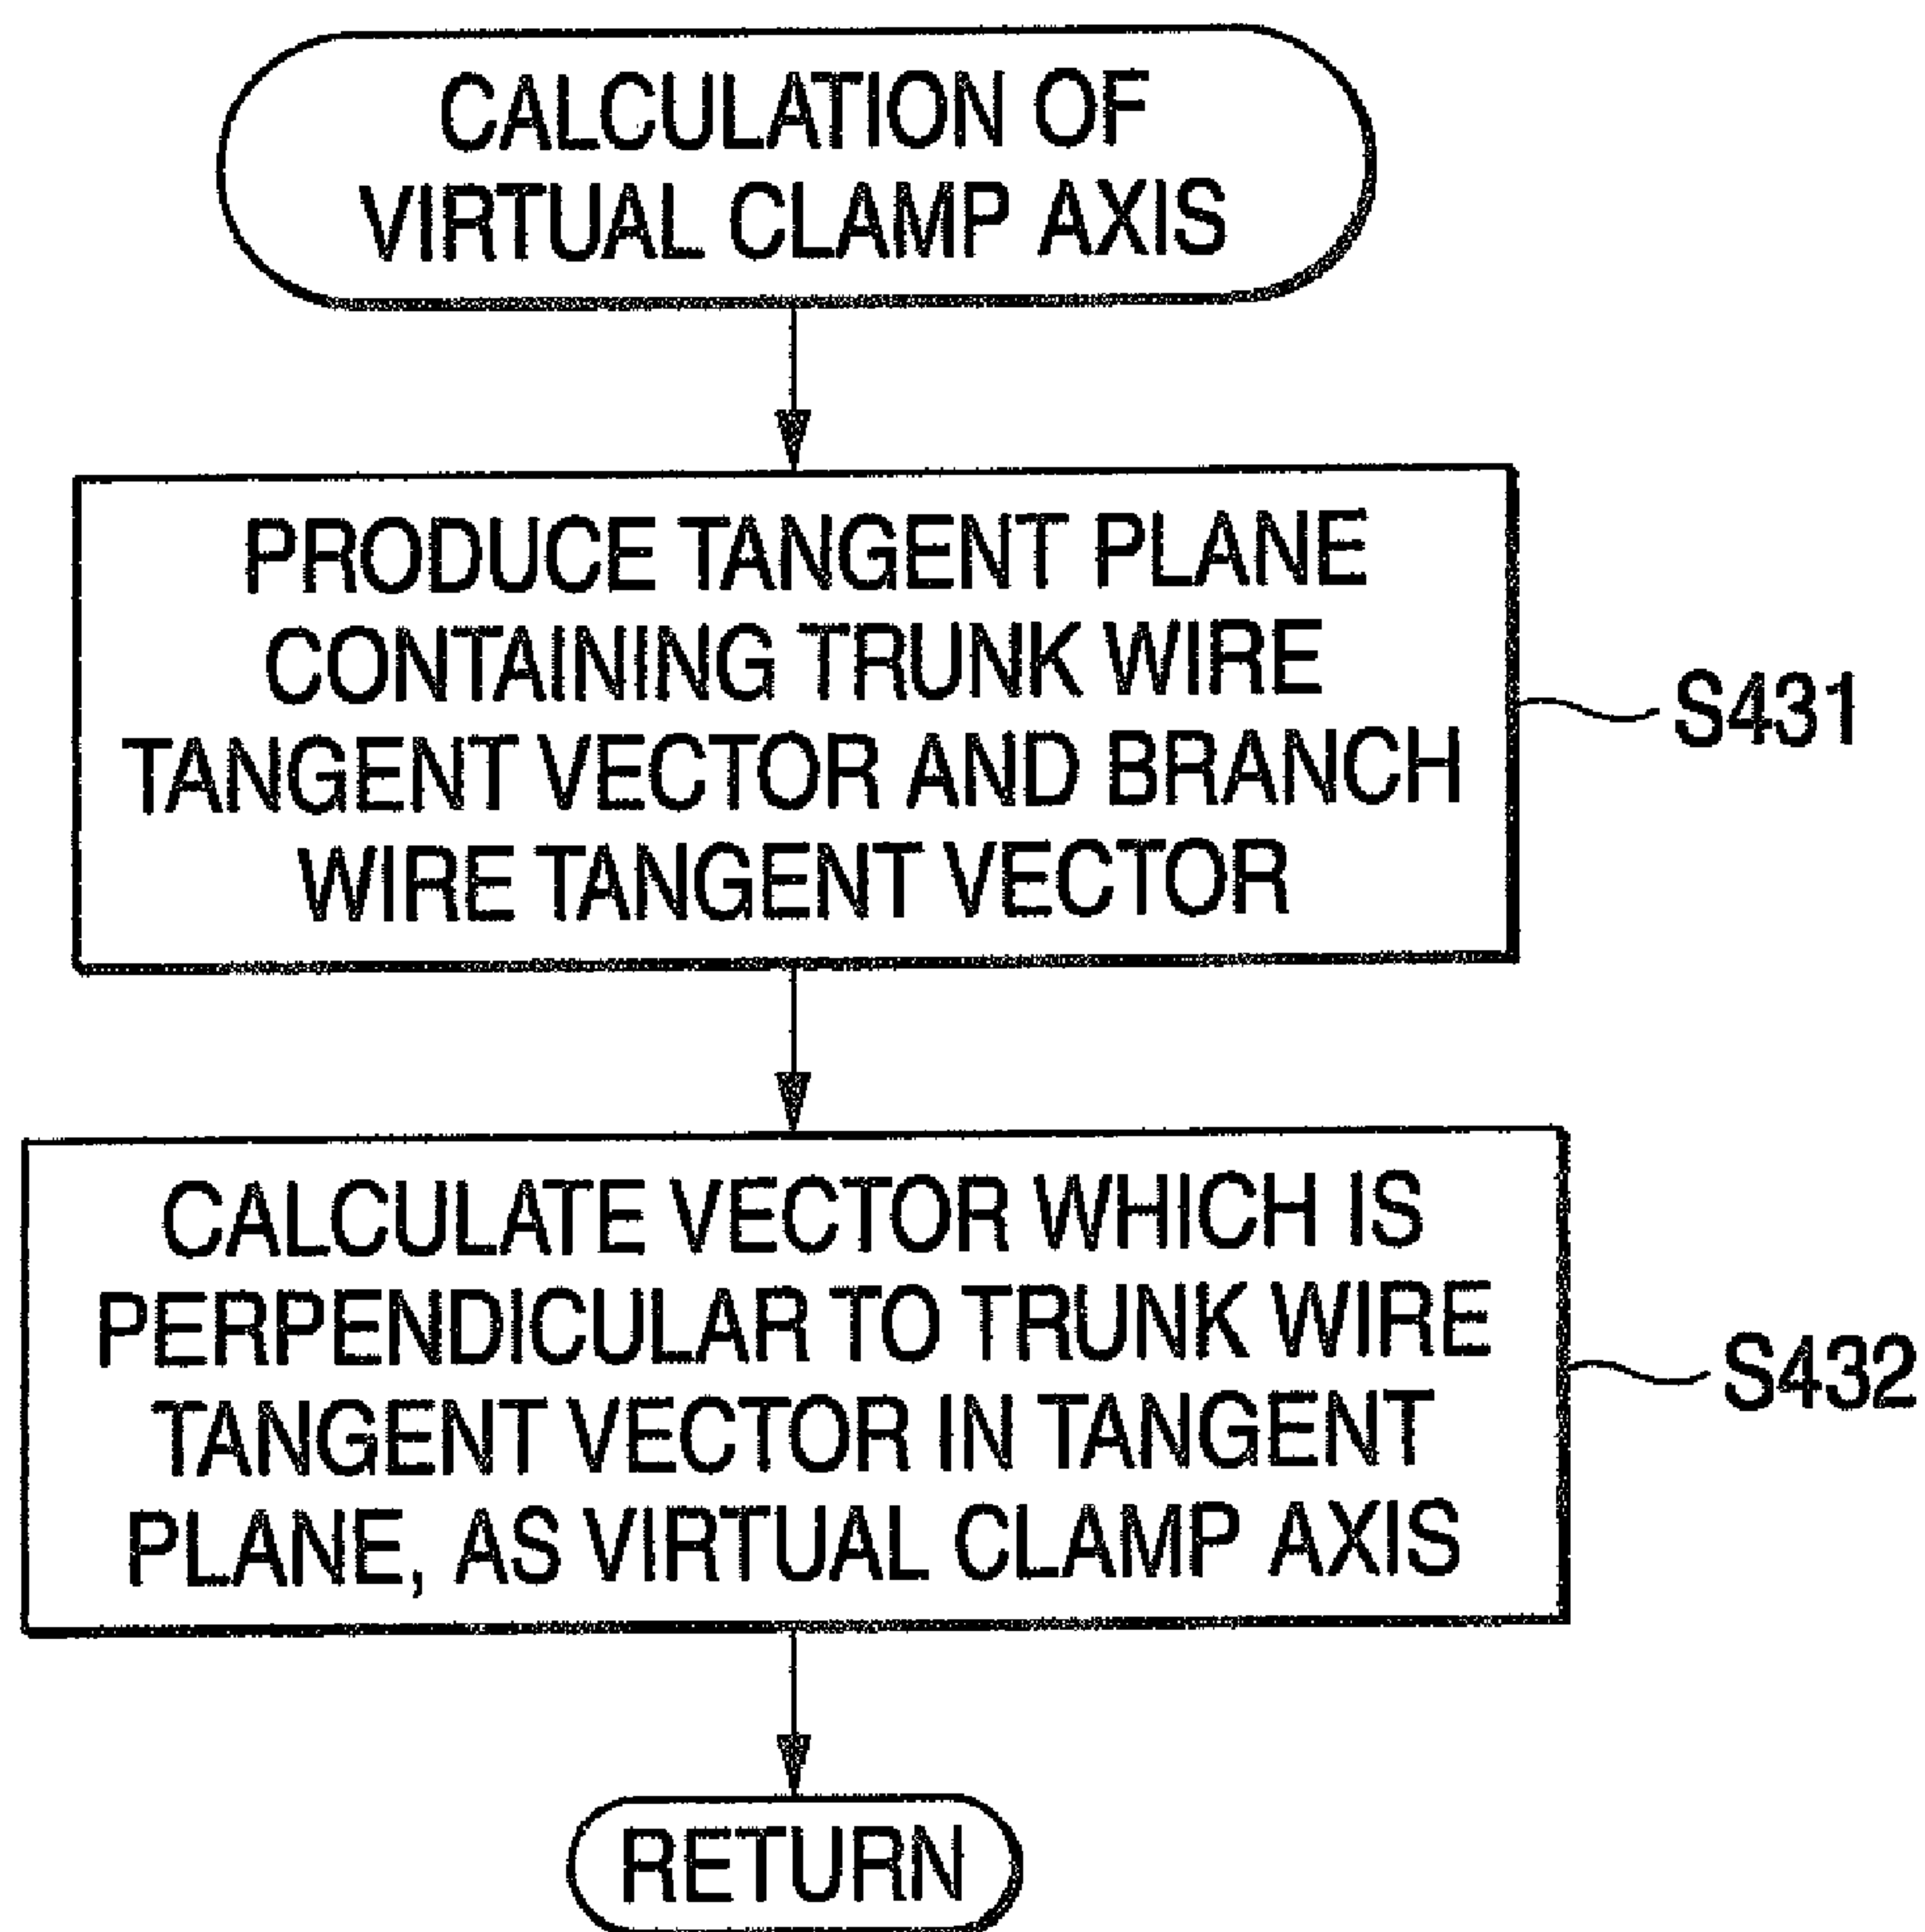 CALCULATION OF
VIRTUAL CLAMP AXIS
PRODUCE TANGENT PLANE
CONTAINING TRUNK WIRE
TANGENT VECTOR AND BRANCH
WIRE TANGENT VECTOR
S431
CALCULATE VECTOR WHICH IS
PERPENDICULAR TO TRUNK WIRE
TANGENT VECTOR IN TANGENT
PLANE, AS VIRTUAL CLAMP AXIS
S432
RETURN